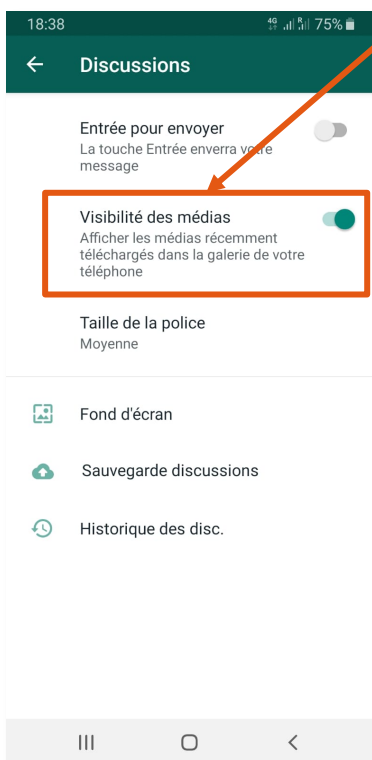 18:38 4G R 75%
Discussions
Entrée pour envoyer
La touche Entrée enverra votre
message
Visibilité des médias
Afficher les médias récemment
téléchargés dans la galerie de votre
téléphone
Taille de la police
Moyenne
Fond d'écran
Sauvegarde discussions
Historique des disc.